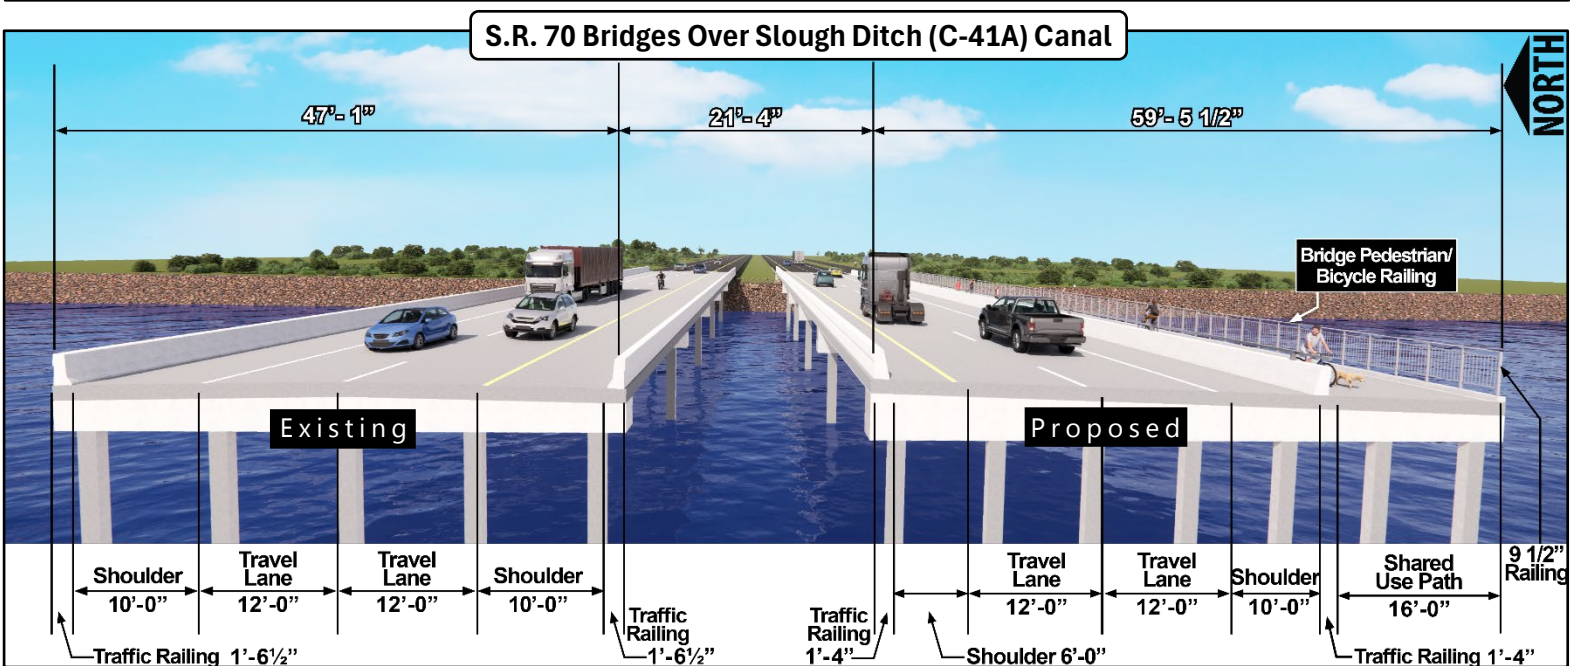 S.R. 70 Bridges Over Slough Ditch (C-41A) Canal
NORTH
47'- 1"
21'- 4"
59'- 5 1/2"
Bridge Pedestrian/
Bicycle Railing
Existing
Proposed
Shoulder
10'-0"
Travel
Lane
12'-0"
Travel
Lane
12'-0"
Shoulder
10'-0"
Traffic
Railing
1'-6½"
Traffic
Railing
1'-4"
Travel
Lane
12'-0"
Travel
Lane
12'-0"
Shoulder
10'-0"
Shared
Use Path
16'-0"
9 1/2"
Railing
Traffic Railing 1'-6½"
Shoulder 6'-0"
Traffic Railing 1'-4"